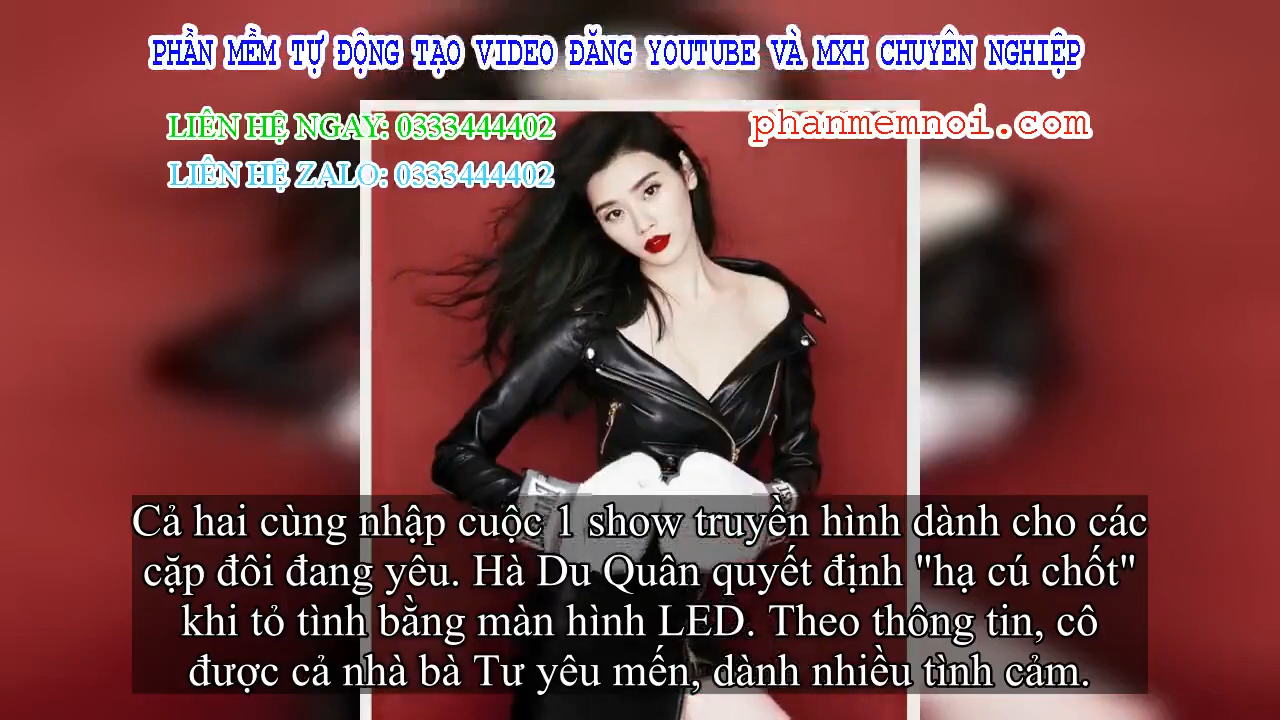 PHẦN MỀM TỰ ĐỘNG TẠO VIDEO ĐĂNG YOUTUBE VÀ MXH CHUYÊN NGHIỆP
LIÊN HỆ NGAY: 0333444402
phanmemnoi.com
LIÊN HỆ ZALO: 0333444402
Cả hai cùng nhập cuộc 1 show truyền hình dành cho các
cặp đôi đang yêu. Hà Du Quân quyết định "hạ cú chốt"
khi tỏ tình bằng màn hình LED. Theo thông tin, cô
được cả nhà bà Tư yêu mến, dành nhiều tình cảm.